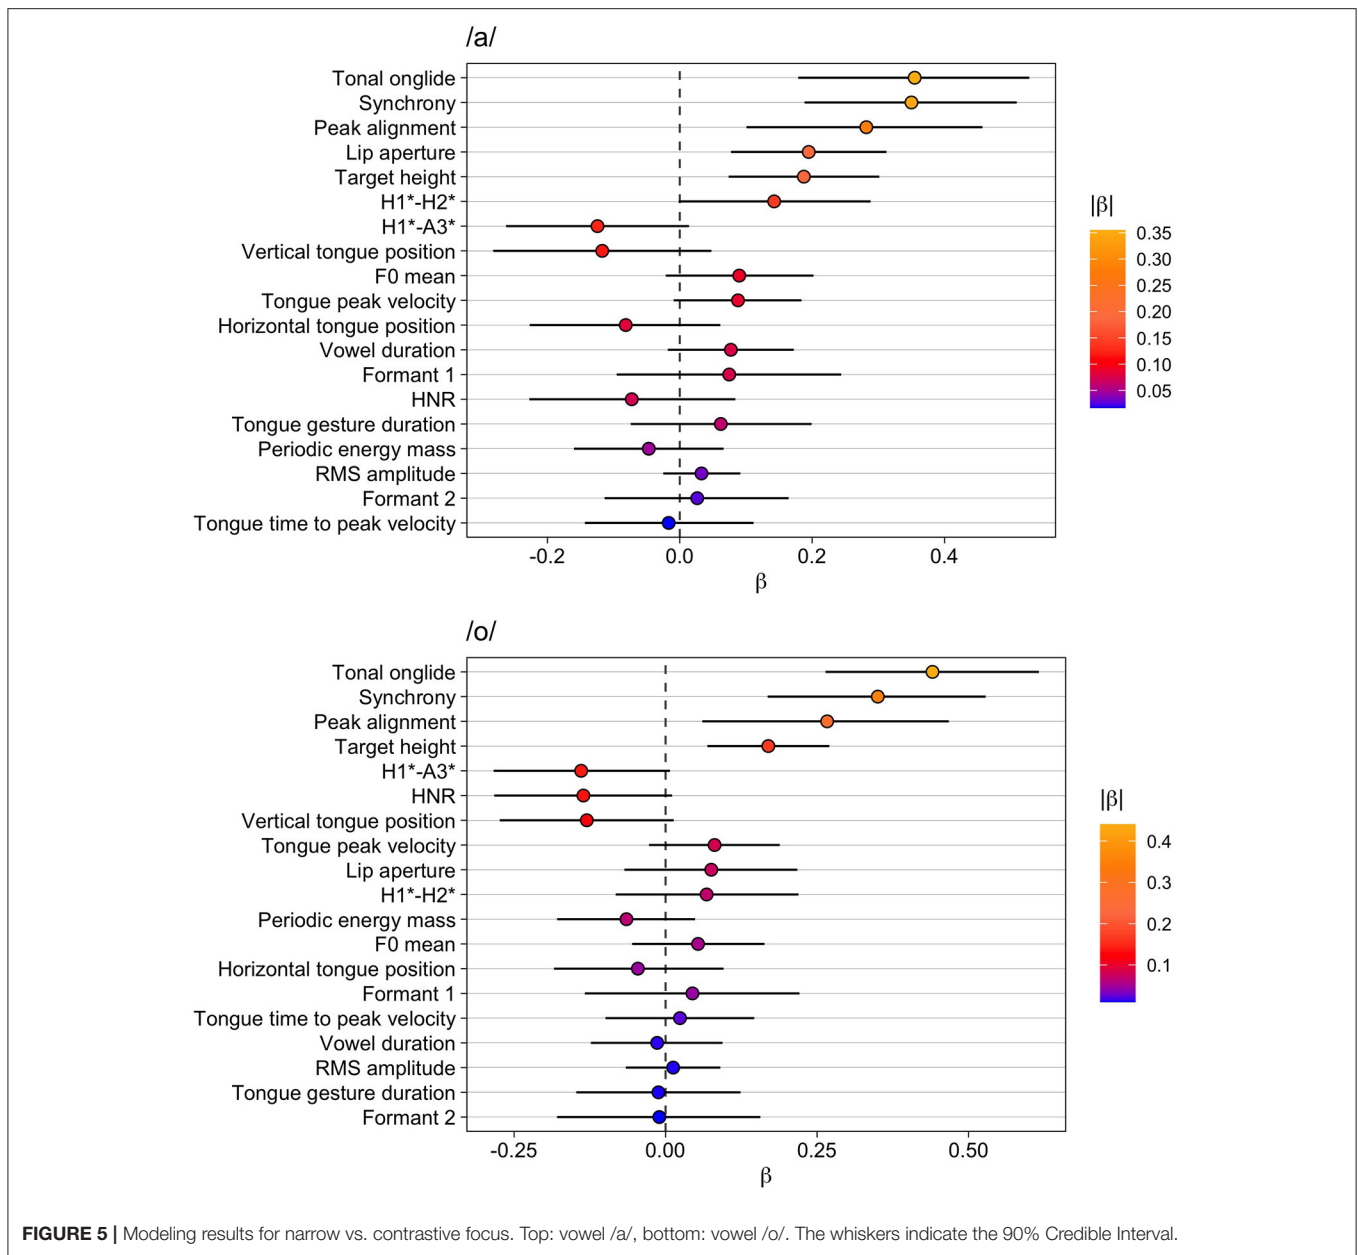 /a/
Tonal onglide
Synchrony
Peak alignment
Lip aperture
Target height
H1*-H2*
H1*-A3*
Vertical tongue position
F0 mean
Tongue peak velocity
Horizontal tongue position
Vowel duration
Formant 1
HNR
Tongue gesture duration
Periodic energy mass
RMS amplitude
Formant 2
Tongue time to peak velocity
-0.2 0.0 0.2 0.4
β
|β|
0.35
0.30
0.25
0.20
0.15
0.10
0.05
/o/
Tonal onglide
Synchrony
Peak alignment
Target height
H1*-A3*
HNR
Vertical tongue position
Tongue peak velocity
Lip aperture
H1*-H2*
Periodic energy mass
F0 mean
Horizontal tongue position
Formant 1
Tongue time to peak velocity
Vowel duration
RMS amplitude
Tongue gesture duration
Formant 2
-0.25 0.00 0.25 0.50
β
|β|
0.4
0.3
0.2
0.1
FIGURE 5 | Modeling results for narrow vs. contrastive focus. Top: vowel /a/, bottom: vowel /o/. The whiskers indicate the 90% Credible Interval.